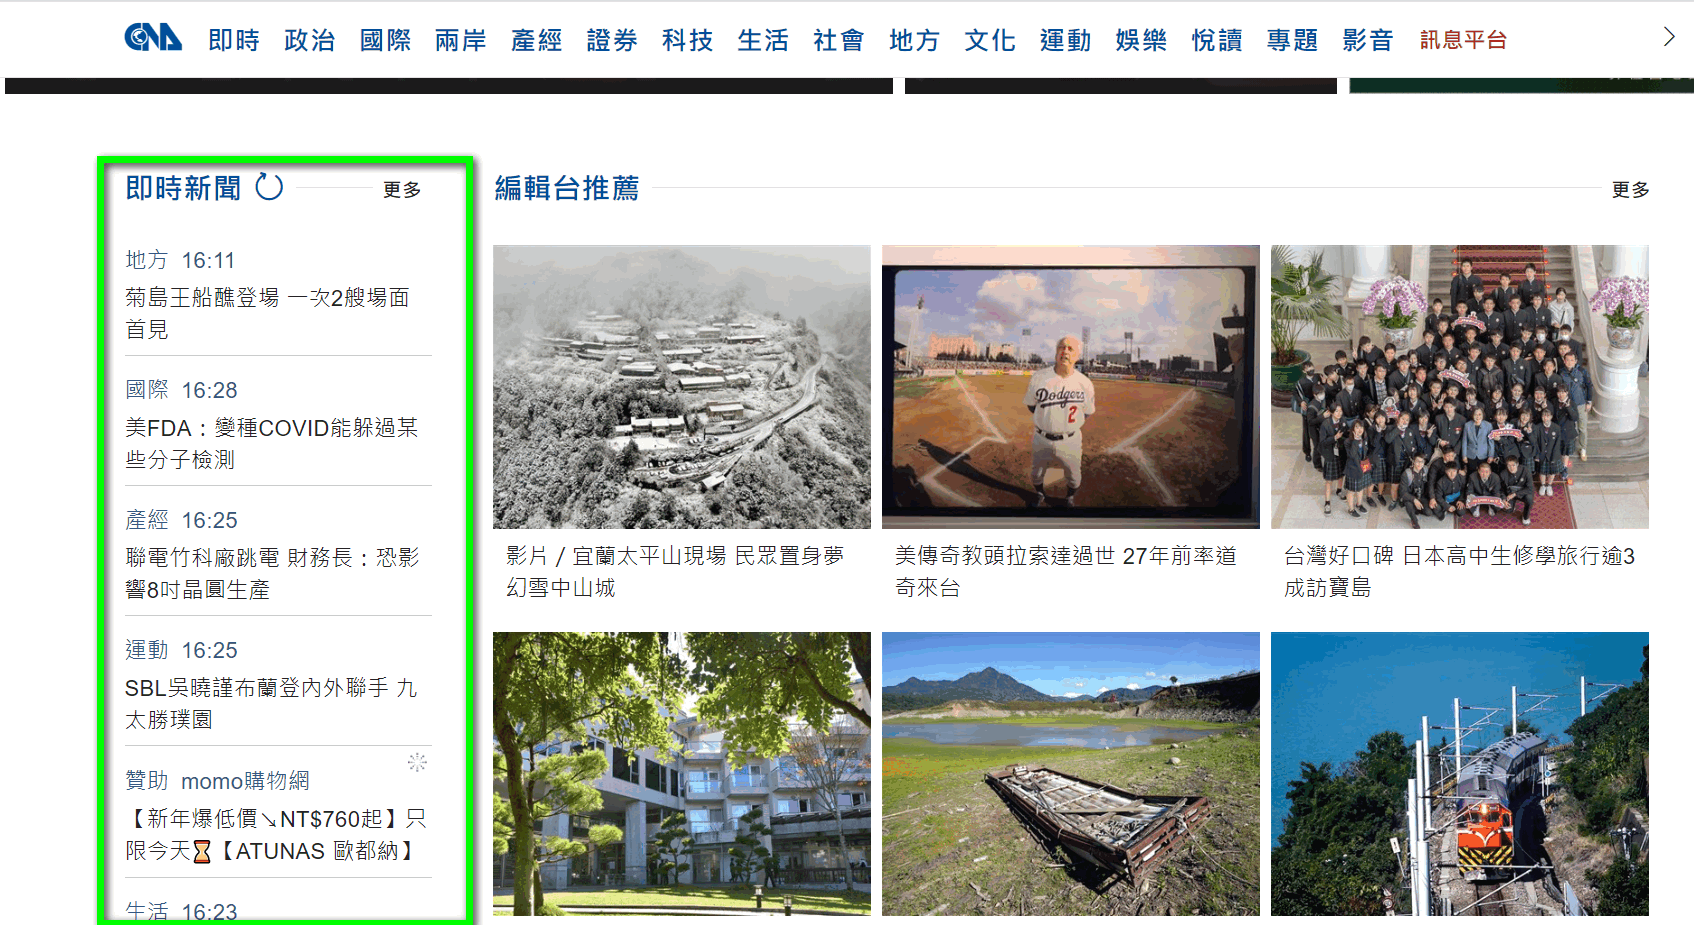 CNA 即時 政治 國際 兩岸 產經 證券 科技 生活 社會 地方 文化 運動 娛樂 悅讀 專題 影音 訊息平台
即時新聞 更多
地方 16:11
菊島王船醮登場 一次2艘場面
首見
國際 16:28
美FDA：變種COVID能躲過某
些分子檢測
產經 16:25
聯電竹科廠跳電 財務長：恐影
響8吋晶圓生產
運動 16:25
SBL吳曉謹布蘭登內外聯手 九
太勝璞園
贊助 momo購物網
【新年爆低價↘NT$760起】只
限今天⏳【ATUNAS 歐都納】
生活 16:23
編輯台推薦 更多
Dodgers
2
影片 / 宜蘭太平山現場 民眾置身夢
幻雪中山城
美傳奇教頭拉索達過世 27年前率道
奇來台
台灣好口碑 日本高中生修學旅行逾3
成訪寶島